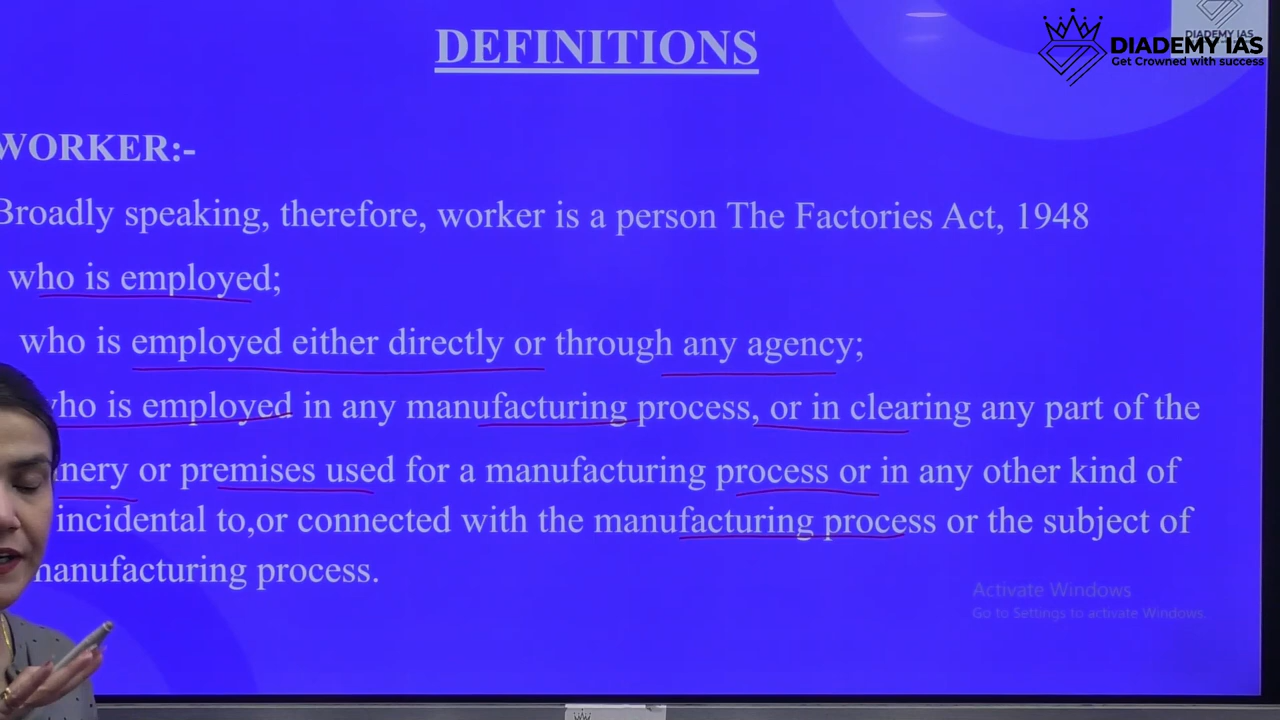 DEFINITIONS
DIADEMY IAS
DIADEMY IAS
Get Crowned with success
WORKER:-
Broadly speaking, therefore, worker is a person The Factories Act, 1948
who is employed;
who is employed either directly or through any agency;
who is employed in any manufacturing process, or in clearing any part of the
or premises used for a manufacturing process or in any other kind of
incidental to,or connected with the manufacturing process or the subject of
manufacturing process.
Activate Windows
Go to Settings to activate Windows.